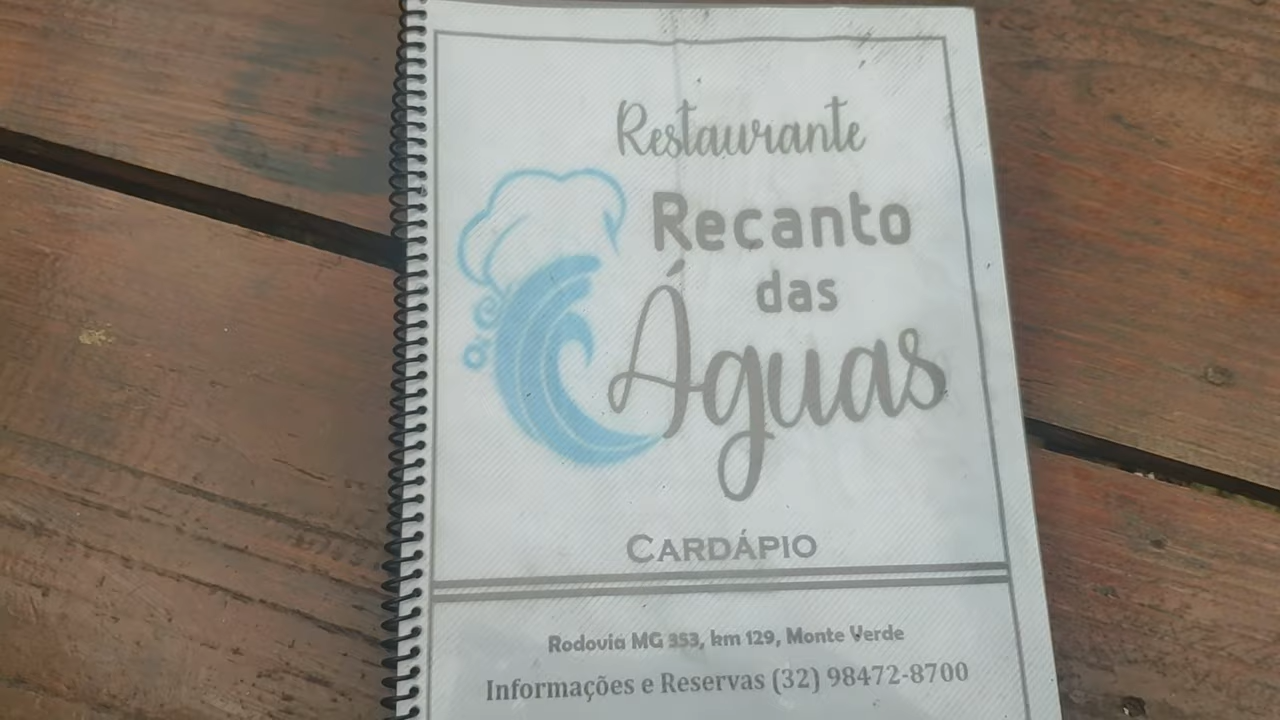 Restaurante
Recanto
das
Águas
CARDÁPIO
Rodovia MG 353, km 129, Monte Verde
Informações e Reservas (32) 98472-8700